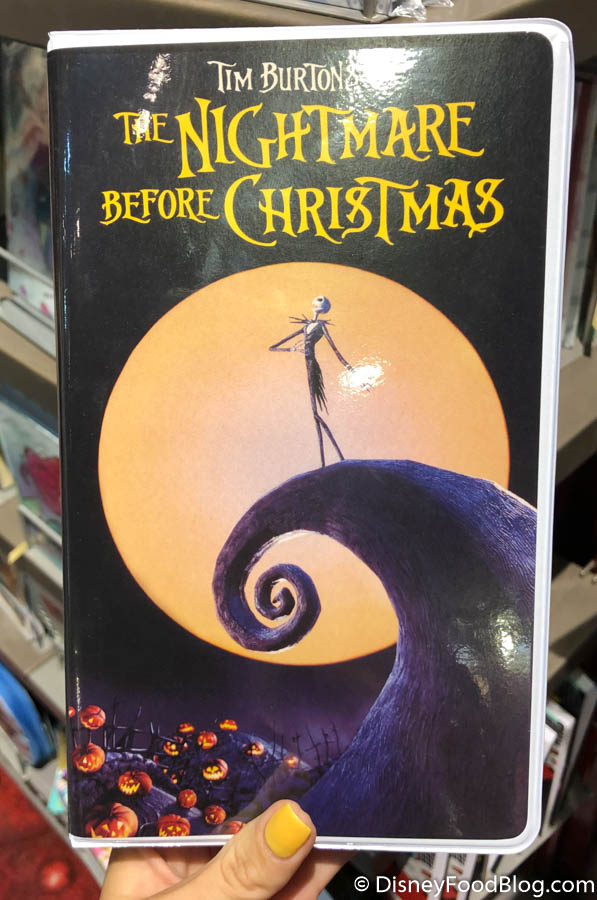 TIM BURTON'S
THE NIGHTMARE
BEFORE CHRISTMAS
© DisneyFoodBlog.com